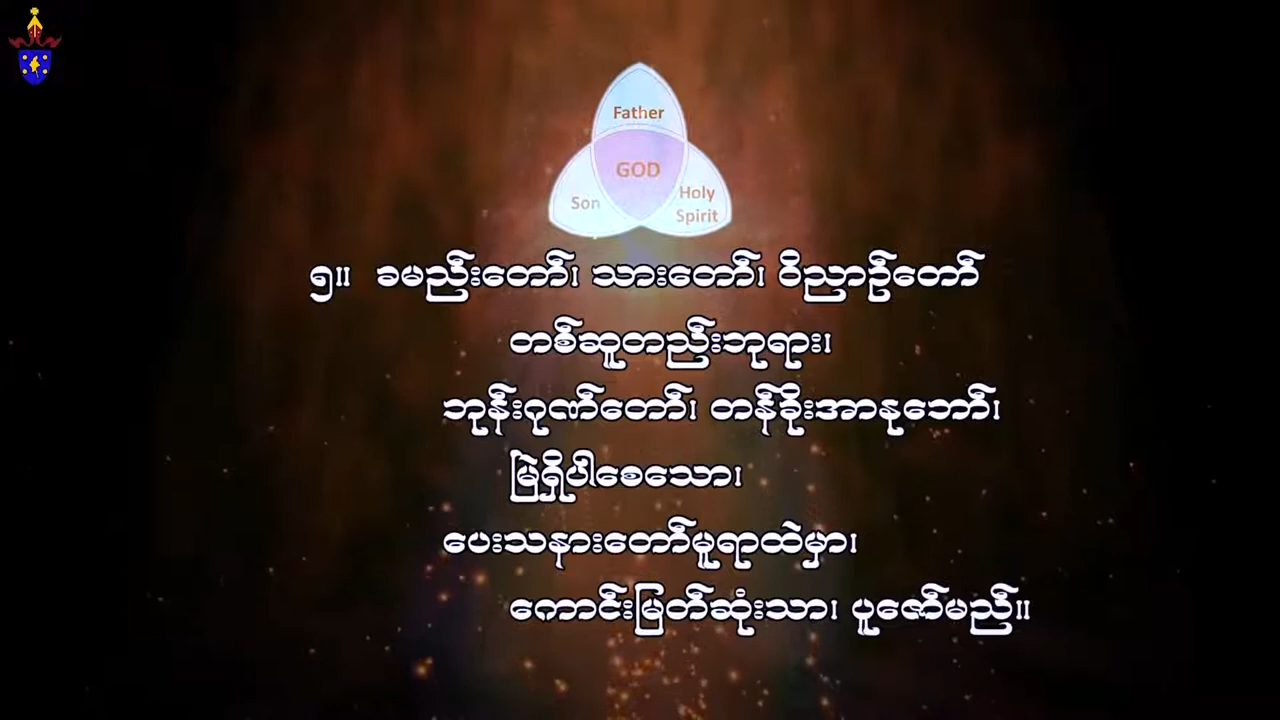 Father
GOD
Son
Holy
Spirit
၅။ ခမည်းတော်၊ သားတော်၊ ဝိညာဉ်တော်
တစ်ဆူတည်းဘုရား၊
ဘုန်းဂုဏ်တော်၊ တန်ခိုးအာနုဘော်၊
မြဲရှိပါစေသော၊
ပေးသနားတော်မူရာထဲမှာ၊
ကောင်းမြတ်ဆုံးသာ၊ ပူဇော်မည်။